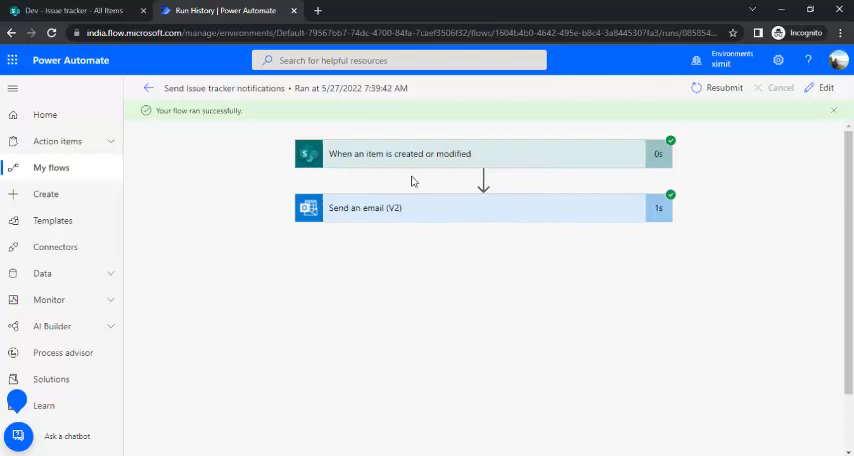 Dev - Issue tracker - All Items
Run History | Power Automate
india.flow.microsoft.com/manage/environments/Default-79567bb7-74dc-4700-84fa-7caef3506f32/flows/1604b4b0-4642-495e-b8c4-3a8445307fa3/runs/085854...
Incognito
Power Automate
Search for helpful resources
Environments
ximit
Send Issue tracker notifications • Ran at 5/27/2022 7:39:42 AM
Resubmit
Cancel
Edit
Your flow ran successfully.
Home
Action items
My flows
Create
Templates
Connectors
Data
Monitor
AI Builder
Process advisor
Solutions
Learn
Ask a chatbot
When an item is created or modified
0s
Send an email (V2)
1s